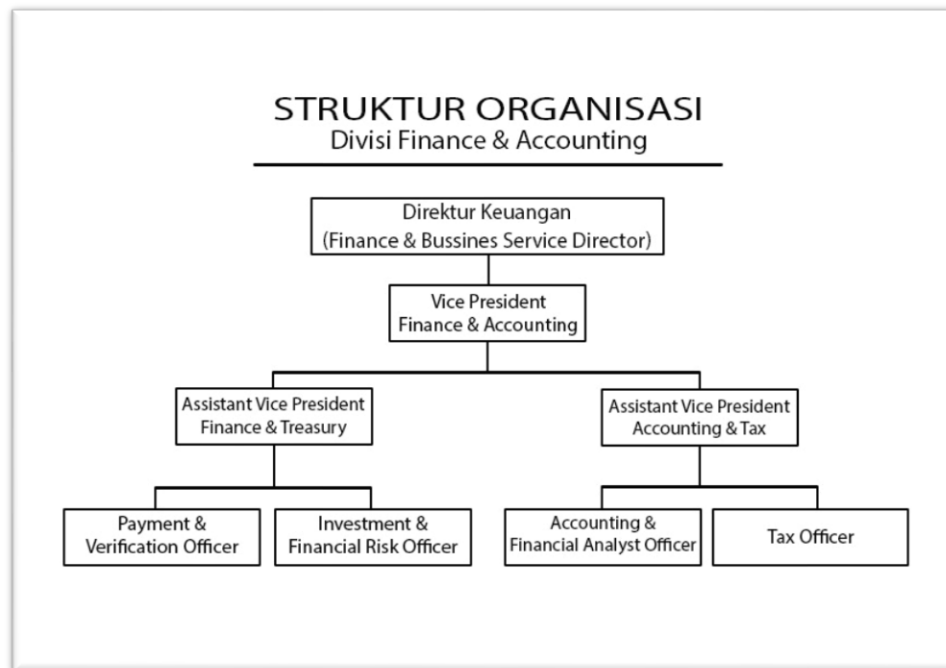 STRUKTUR ORGANISASI
Divisi Finance & Accounting
Direktur Keuangan
(Finance & Bussines Service Director)
Vice President
Finance & Accounting
Assistant Vice President
Finance & Treasury
Assistant Vice President
Accounting & Tax
Payment &
Verification Officer
Investment &
Financial Risk Officer
Accounting &
Financial Analyst Officer
Tax Officer